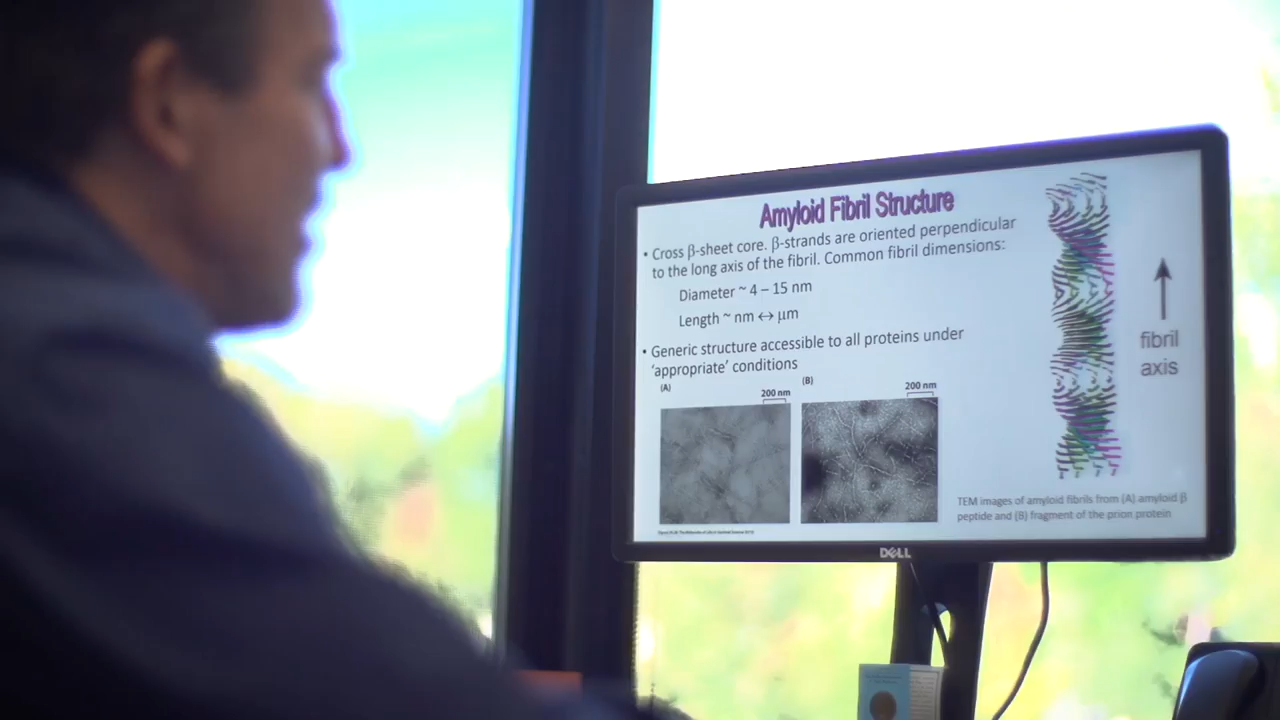 Amyloid Fibril Structure
• Cross β-sheet core. β-strands are oriented perpendicular
to the long axis of the fibril. Common fibril dimensions:
Diameter ~ 4 – 15 nm
Length ~ nm ↔ μm
• Generic structure accessible to all proteins under
‘appropriate’ conditions
(A)
200 nm
(B)
200 nm
fibril
axis
TEM images of amyloid fibrils from (A) amyloid β
peptide and (B) fragment of the prion protein
DELL